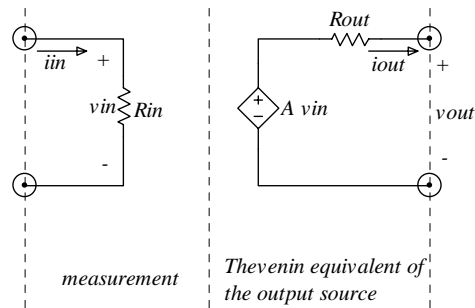 Rout
iin
+
iout
+
vin
Rin
+
−
A vin
vout
-
-
measurement
Thevenin equivalent of
the output source